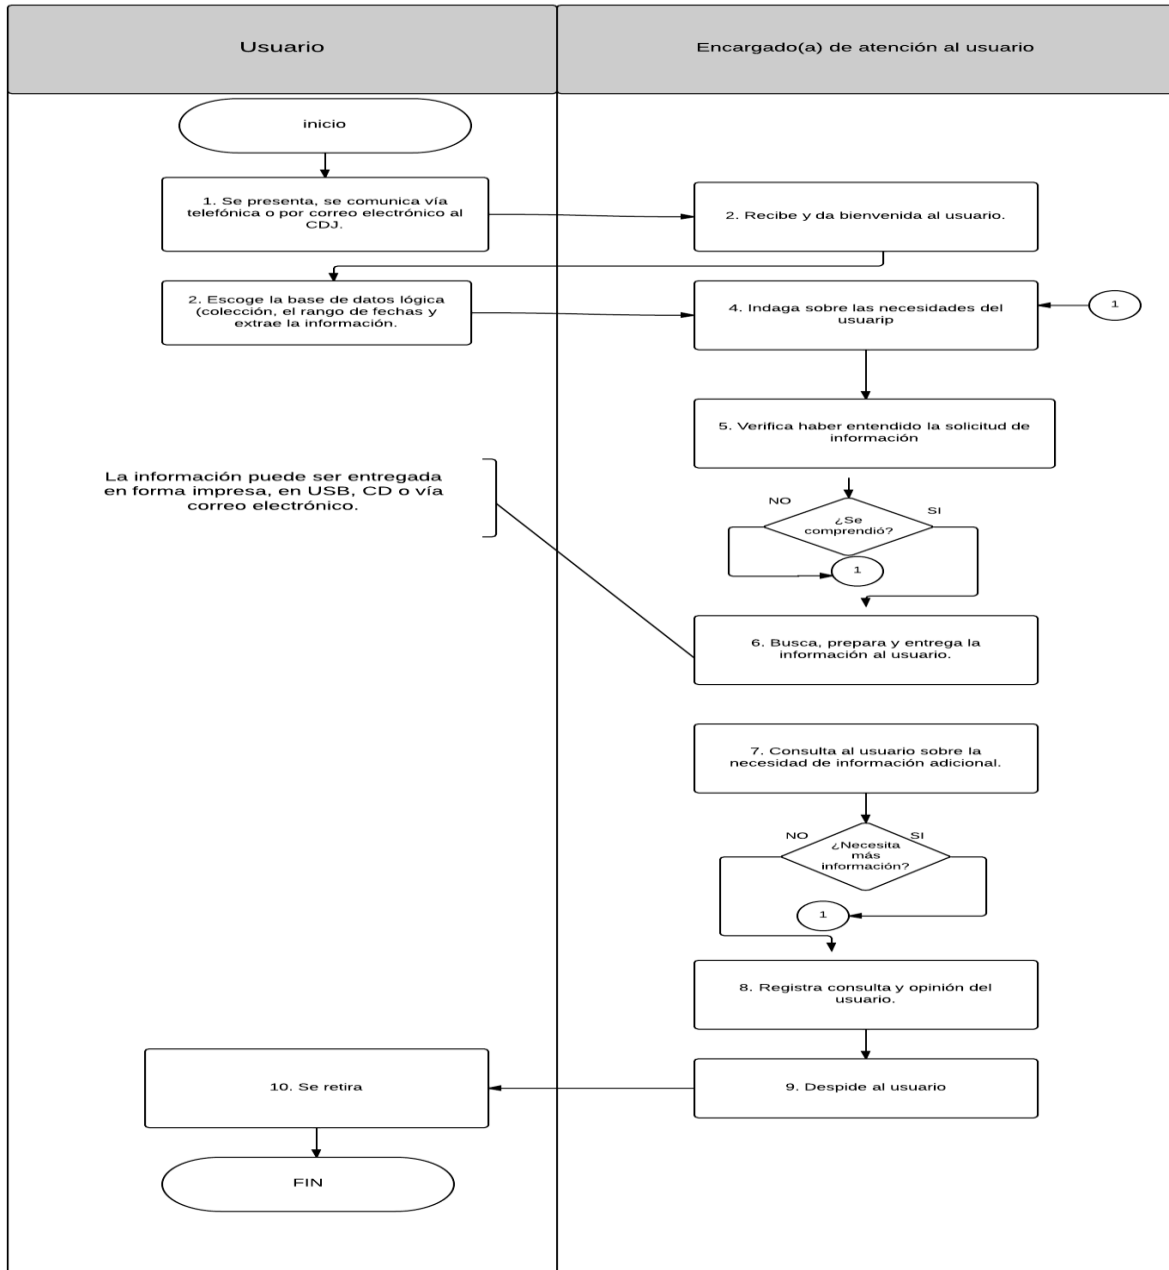 Usuario
Encargado(a) de atención al usuario
inicio
1. Se presenta, se comunica vía
telefónica o por correo electrónico al
CDJ.
2. Recibe y da bienvenida al usuario.
2. Escoge la base de datos lógica
(colección, el rango de fechas y
extrae la información.
4. Indaga sobre las necesidades del
usuarip
1
5. Verifica haber entendido la solicitud de
información
La información puede ser entregada
en forma impresa, en USB, CD o vía
correo electrónico.
NO
SI
¿Se
comprendió?
1
6. Busca, prepara y entrega la
información al usuario.
7. Consulta al usuario sobre la
necesidad de información adicional.
NO
SI
¿Necesita
más
información?
1
8. Registra consulta y opinión del
usuario.
10. Se retira
9. Despide al usuario
FIN